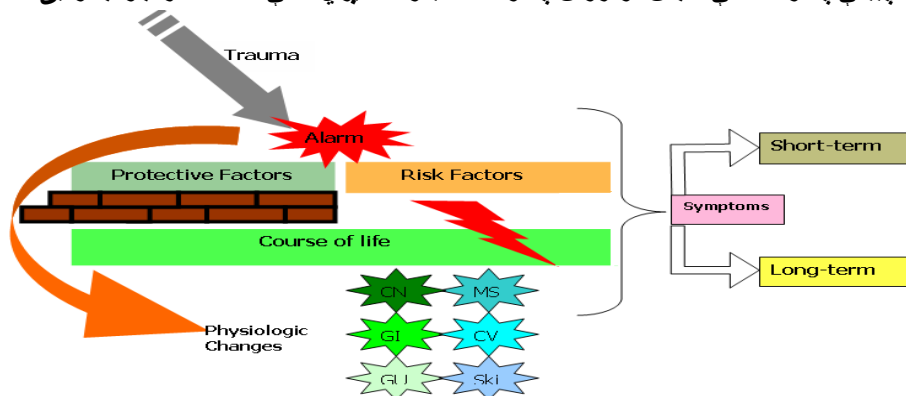 Trauma
Alarm
Protective Factors
Risk Factors
Short-term
Symptoms
Course of life
Long-term
CN
MS
Physiologic
Changes
GI
CV
GU
Ski